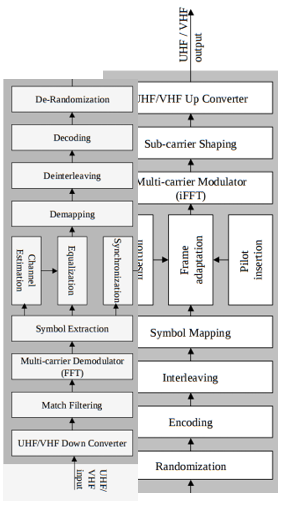 UHF / VHF
output
UHF/VHF Up Converter
Sub-carrier Shaping
Multi-carrier Modulator
(iFFT)
Frame
adaptation
Pilot
insertion
Symbol Mapping
Interleaving
Encoding
Randomization
De-Randomization
Decoding
Deinterleaving
Demapping
Channel
Estimation
Equalization
Synchronization
Symbol Extraction
Multi-carrier Demodulator
(FFT)
Match Filtering
UHF/VHF Down Converter
UHF/
VHF
input